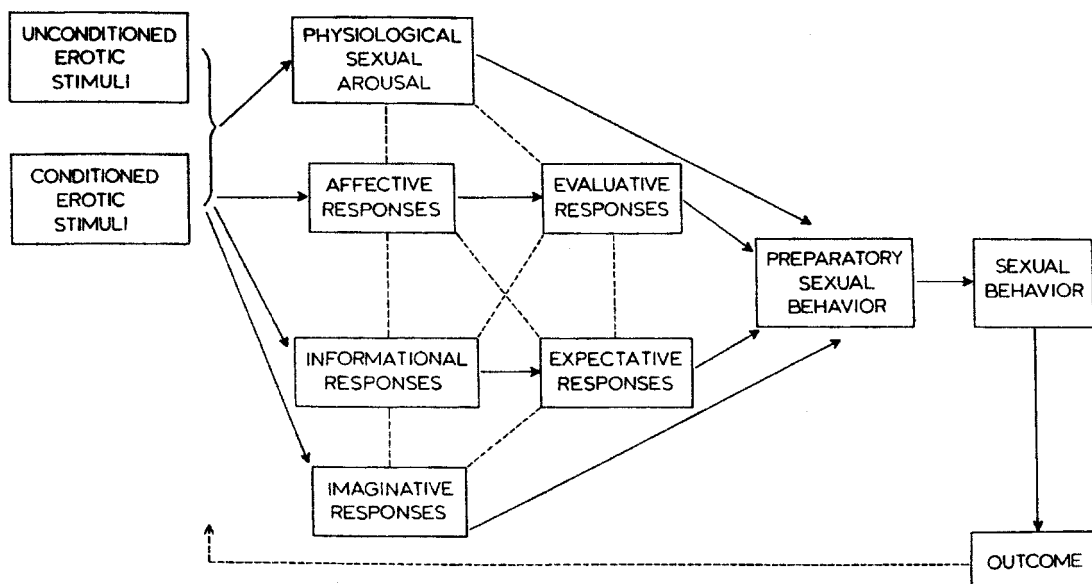 UNCONDITIONED
EROTIC
STIMULI
CONDITIONED
EROTIC
STIMULI
PHYSIOLOGICAL
SEXUAL
AROUSAL
AFFECTIVE
RESPONSES
EVALUATIVE
RESPONSES
INFORMATIONAL
RESPONSES
EXPECTATIVE
RESPONSES
IMAGINATIVE
RESPONSES
PREPARATORY
SEXUAL
BEHAVIOR
SEXUAL
BEHAVIOR
OUTCOME